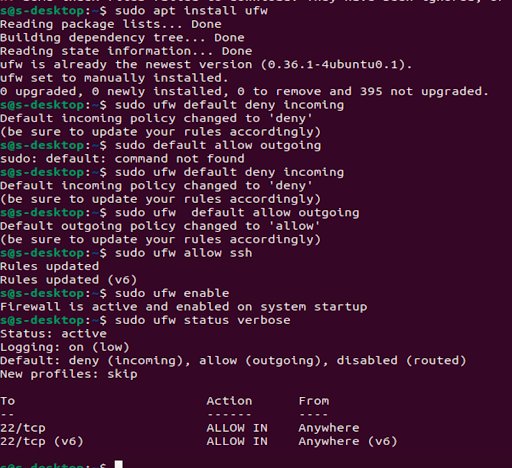 s@s-desktop:~$ sudo apt install ufw
Reading package lists... Done
Building dependency tree... Done
Reading state information... Done
ufw is already the newest version (0.36.1-4ubuntu0.1).
ufw set to manually installed.
0 upgraded, 0 newly installed, 0 to remove and 395 not upgraded.
s@s-desktop:~$ sudo ufw default deny incoming
Default incoming policy changed to 'deny'
(be sure to update your rules accordingly)
s@s-desktop:~$ sudo default allow outgoing
sudo: default: command not found
s@s-desktop:~$ sudo ufw default deny incoming
Default incoming policy changed to 'deny'
(be sure to update your rules accordingly)
s@s-desktop:~$ sudo ufw  default allow outgoing
Default outgoing policy changed to 'allow'
(be sure to update your rules accordingly)
s@s-desktop:~$ sudo ufw allow ssh
Rules updated
Rules updated (v6)
s@s-desktop:~$ sudo ufw enable
Firewall is active and enabled on system startup
s@s-desktop:~$ sudo ufw status verbose
Status: active
Logging: on (low)
Default: deny (incoming), allow (outgoing), disabled (routed)
New profiles: skip
To                         Action      From
--                         ------      ----
22/tcp                     ALLOW IN    Anywhere
22/tcp (v6)                ALLOW IN    Anywhere (v6)
s@s-desktop:~$